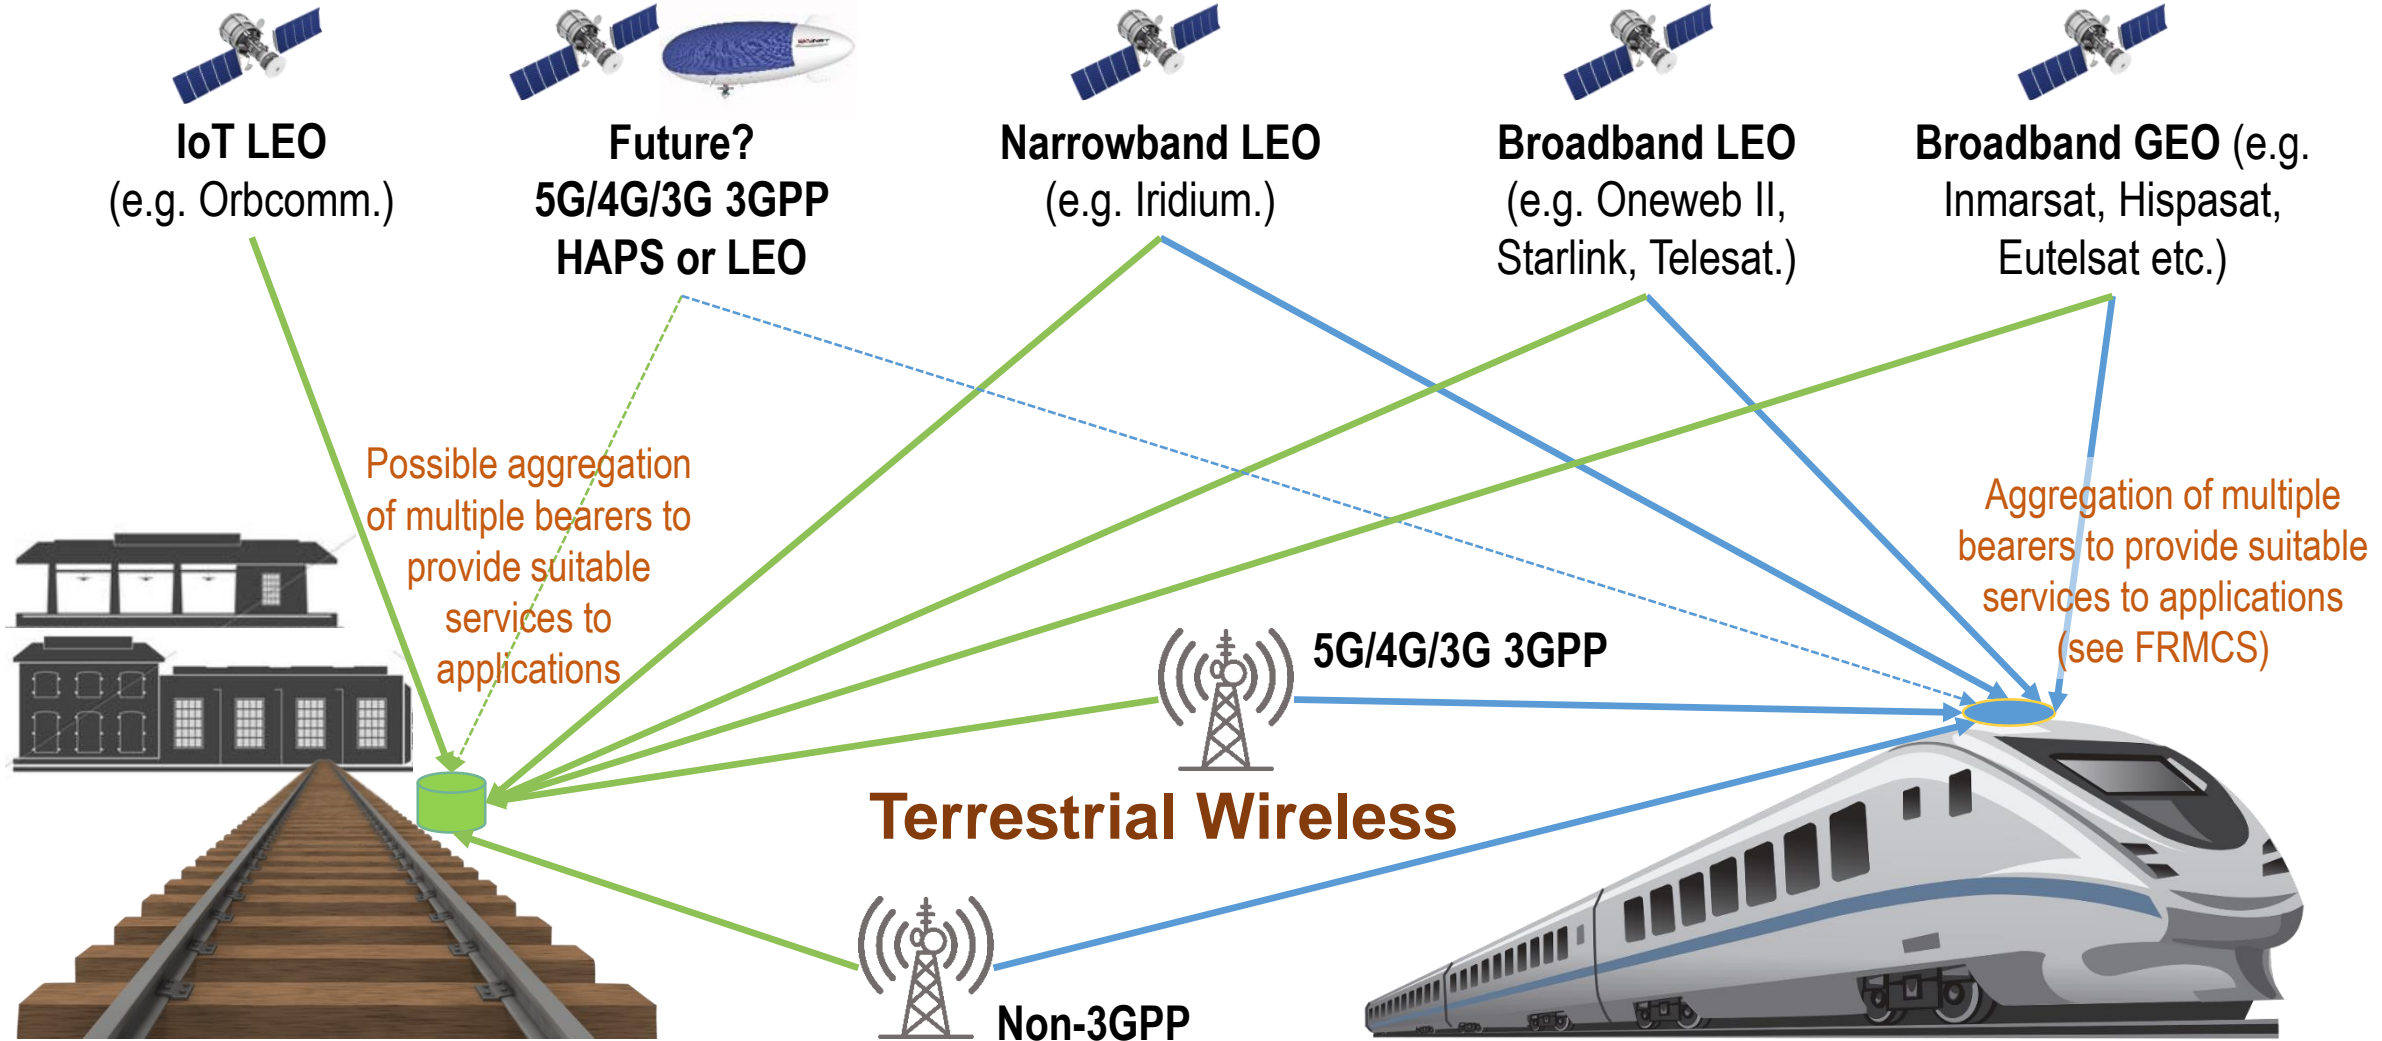 IoT LEO
(e.g. Orbcomm.)
Future?
5G/4G/3G 3GPP
HAPS or LEO
Narrowband LEO
(e.g. Iridium.)
Broadband LEO
(e.g. Oneweb II,
Starlink, Telesat.)
Broadband GEO (e.g.
Inmarsat, Hispasat,
Eutelsat etc.)
Possible aggregation
of multiple bearers to
provide suitable
services to
applications
Aggregation of multiple
bearers to provide suitable
services to applications
(see FRMCS)
5G/4G/3G 3GPP
Terrestrial Wireless
Non-3GPP